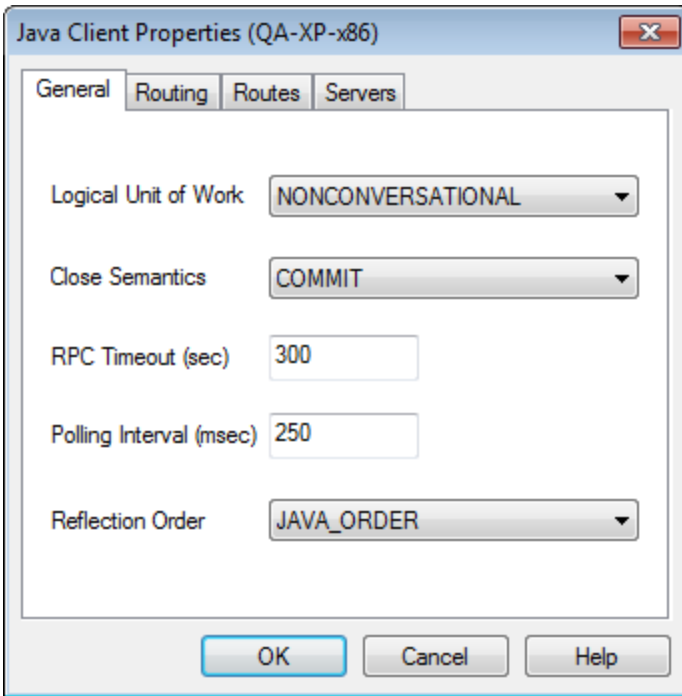 Java Client Properties (QA-XP-x86)
General Routing Routes Servers
Logical Unit of Work NONCONVERSATIONAL
Close Semantics COMMIT
RPC Timeout (sec) 300
Polling Interval (msec) 250
Reflection Order JAVA_ORDER
OK Cancel Help